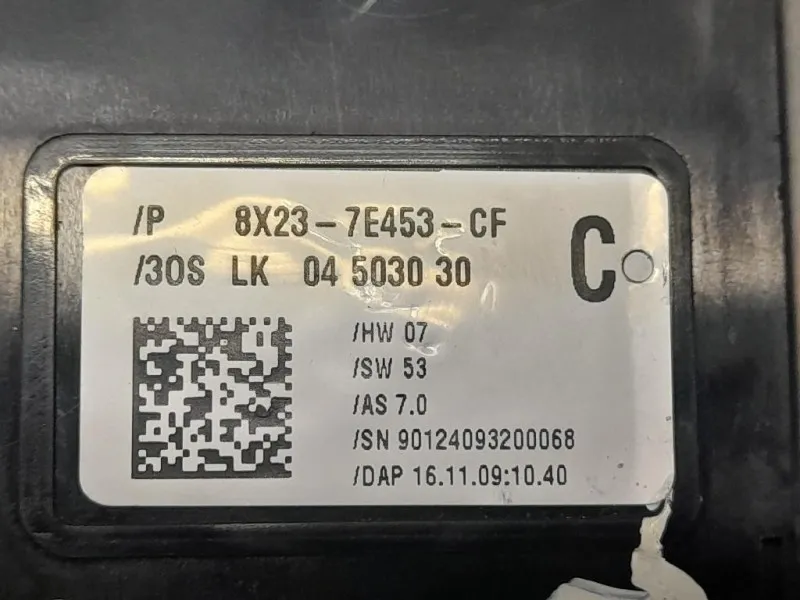 /P 8X23-7E453-CF
/3OS LK 04 5030 30
C
/HW 07
/SW 53
/AS 7.0
/SN 90124093200068
/DAP 16.11.09:10.40